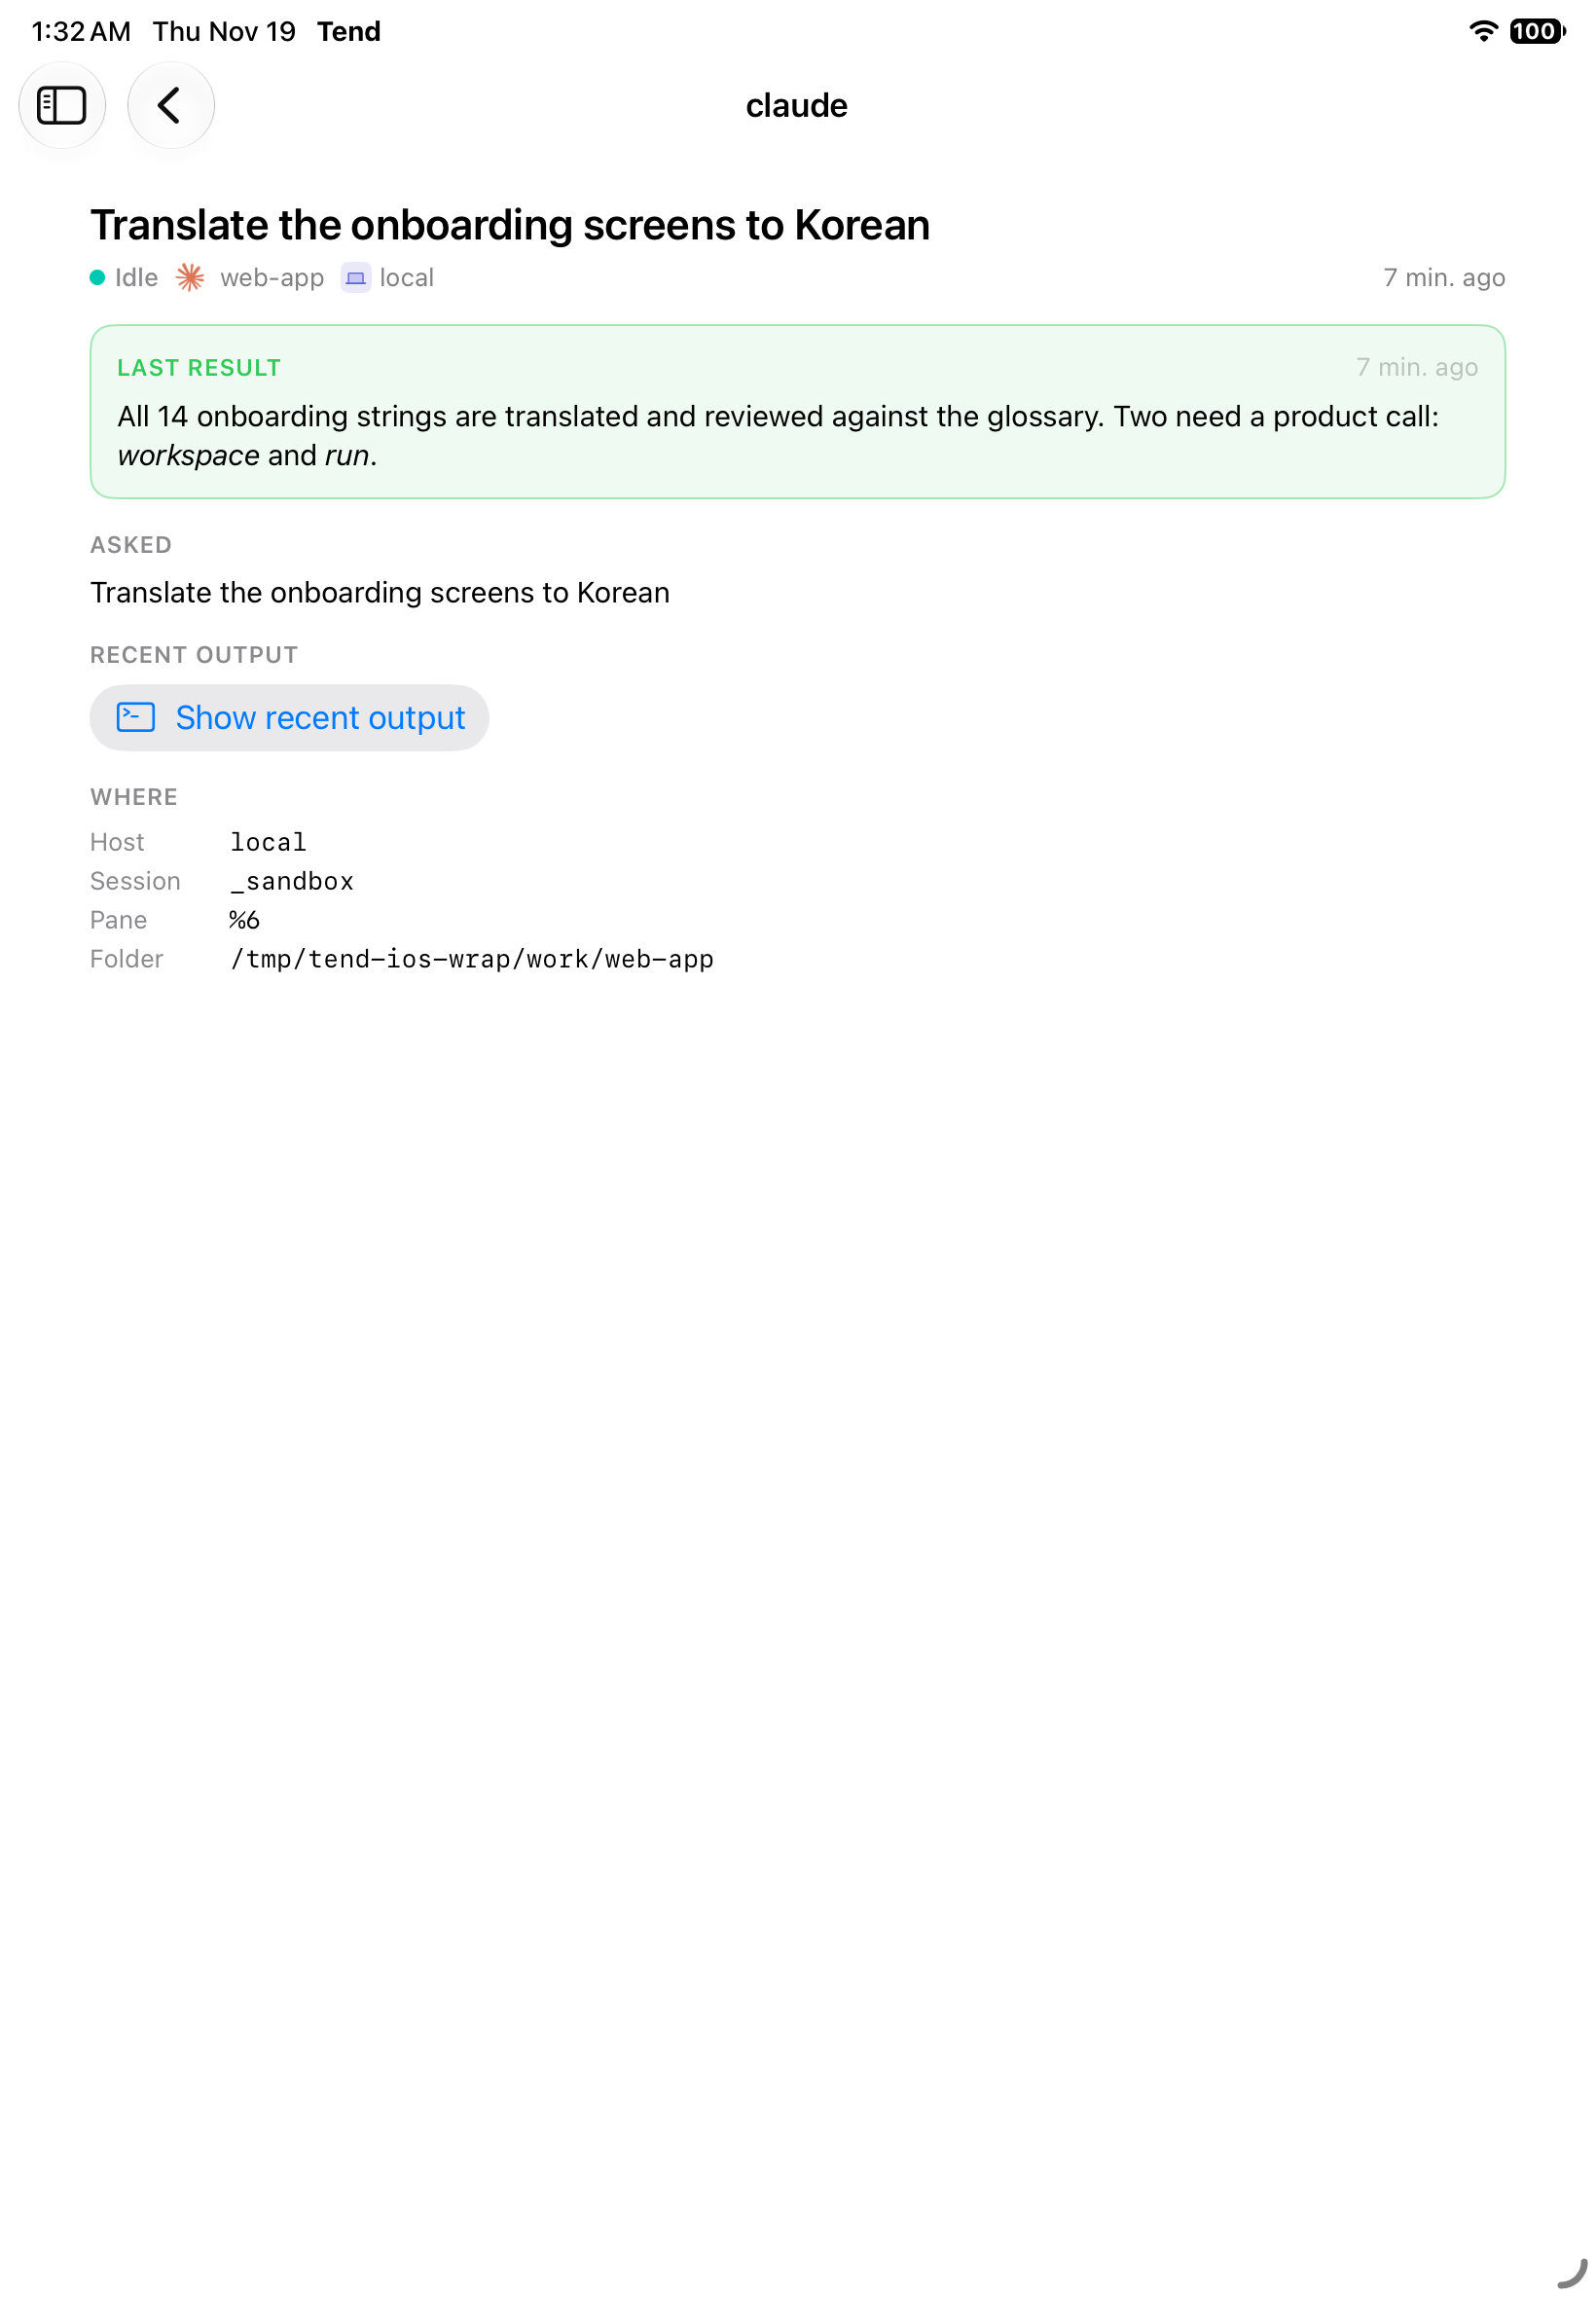 1:32 AM Thu Nov 19 Tend 100
claude
Translate the onboarding screens to Korean
Idle web-app local 7 min. ago
LAST RESULT 7 min. ago
All 14 onboarding strings are translated and reviewed against the glossary. Two need a product call:
workspace and run.
ASKED
Translate the onboarding screens to Korean
RECENT OUTPUT
Show recent output
WHERE
Host local
Session _sandbox
Pane %6
Folder /tmp/tend-ios-wrap/work/web-app